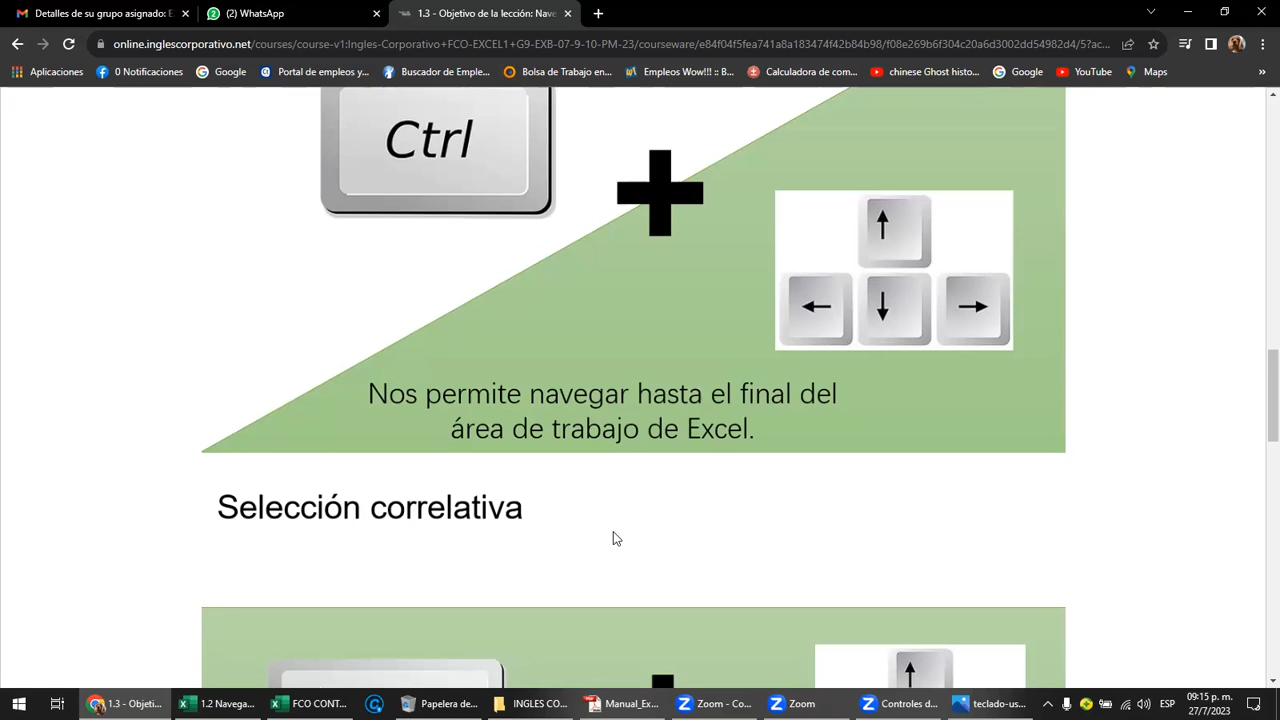 Detalles de su grupo asignado: E
(2) WhatsApp
1.3 - Objetivo de la lección: Nave
online.inglescorporativo.net/courses/course-v1:Ingles-Corporativo+FCO-EXCEL1+G9-EXB-07-9-10-PM-23/courseware/e84f04f5fea741a8a183474f42b84b98/f08e269b6f304c20a6d3002dd54982d4/5?ac...
Aplicaciones
0 Notificaciones
Google
Portal de empleos y...
Buscador de Emple...
Bolsa de Trabajo en...
Empleos Wow!!! :: B...
Calculadora de com...
chinese Ghost histo...
Google
YouTube
Maps
»
Ctrl
Nos permite navegar hasta el final del
área de trabajo de Excel.
Selección correlativa
1.3 - Objeti...
1.2 Navega...
FCO CONT...
Papelera de...
INGLES CO...
Manual_Ex...
Zoom - Co...
Zoom
Controles d...
teclado-us...
ESP
09:15 p. m.
27/7/2023